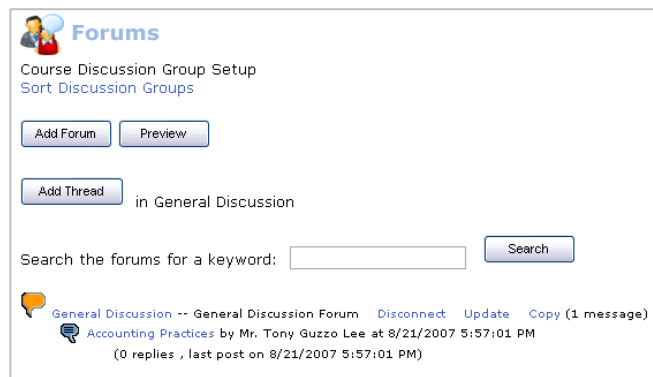 Forums
Course Discussion Group Setup
Sort Discussion Groups
Add Forum Preview
Add Thread in General Discussion
Search the forums for a keyword: Search
General Discussion -- General Discussion Forum Disconnect Update Copy (1 message)
Accounting Practices by Mr. Tony Guzzo Lee at 8/21/2007 5:57:01 PM
(0 replies , last post on 8/21/2007 5:57:01 PM)